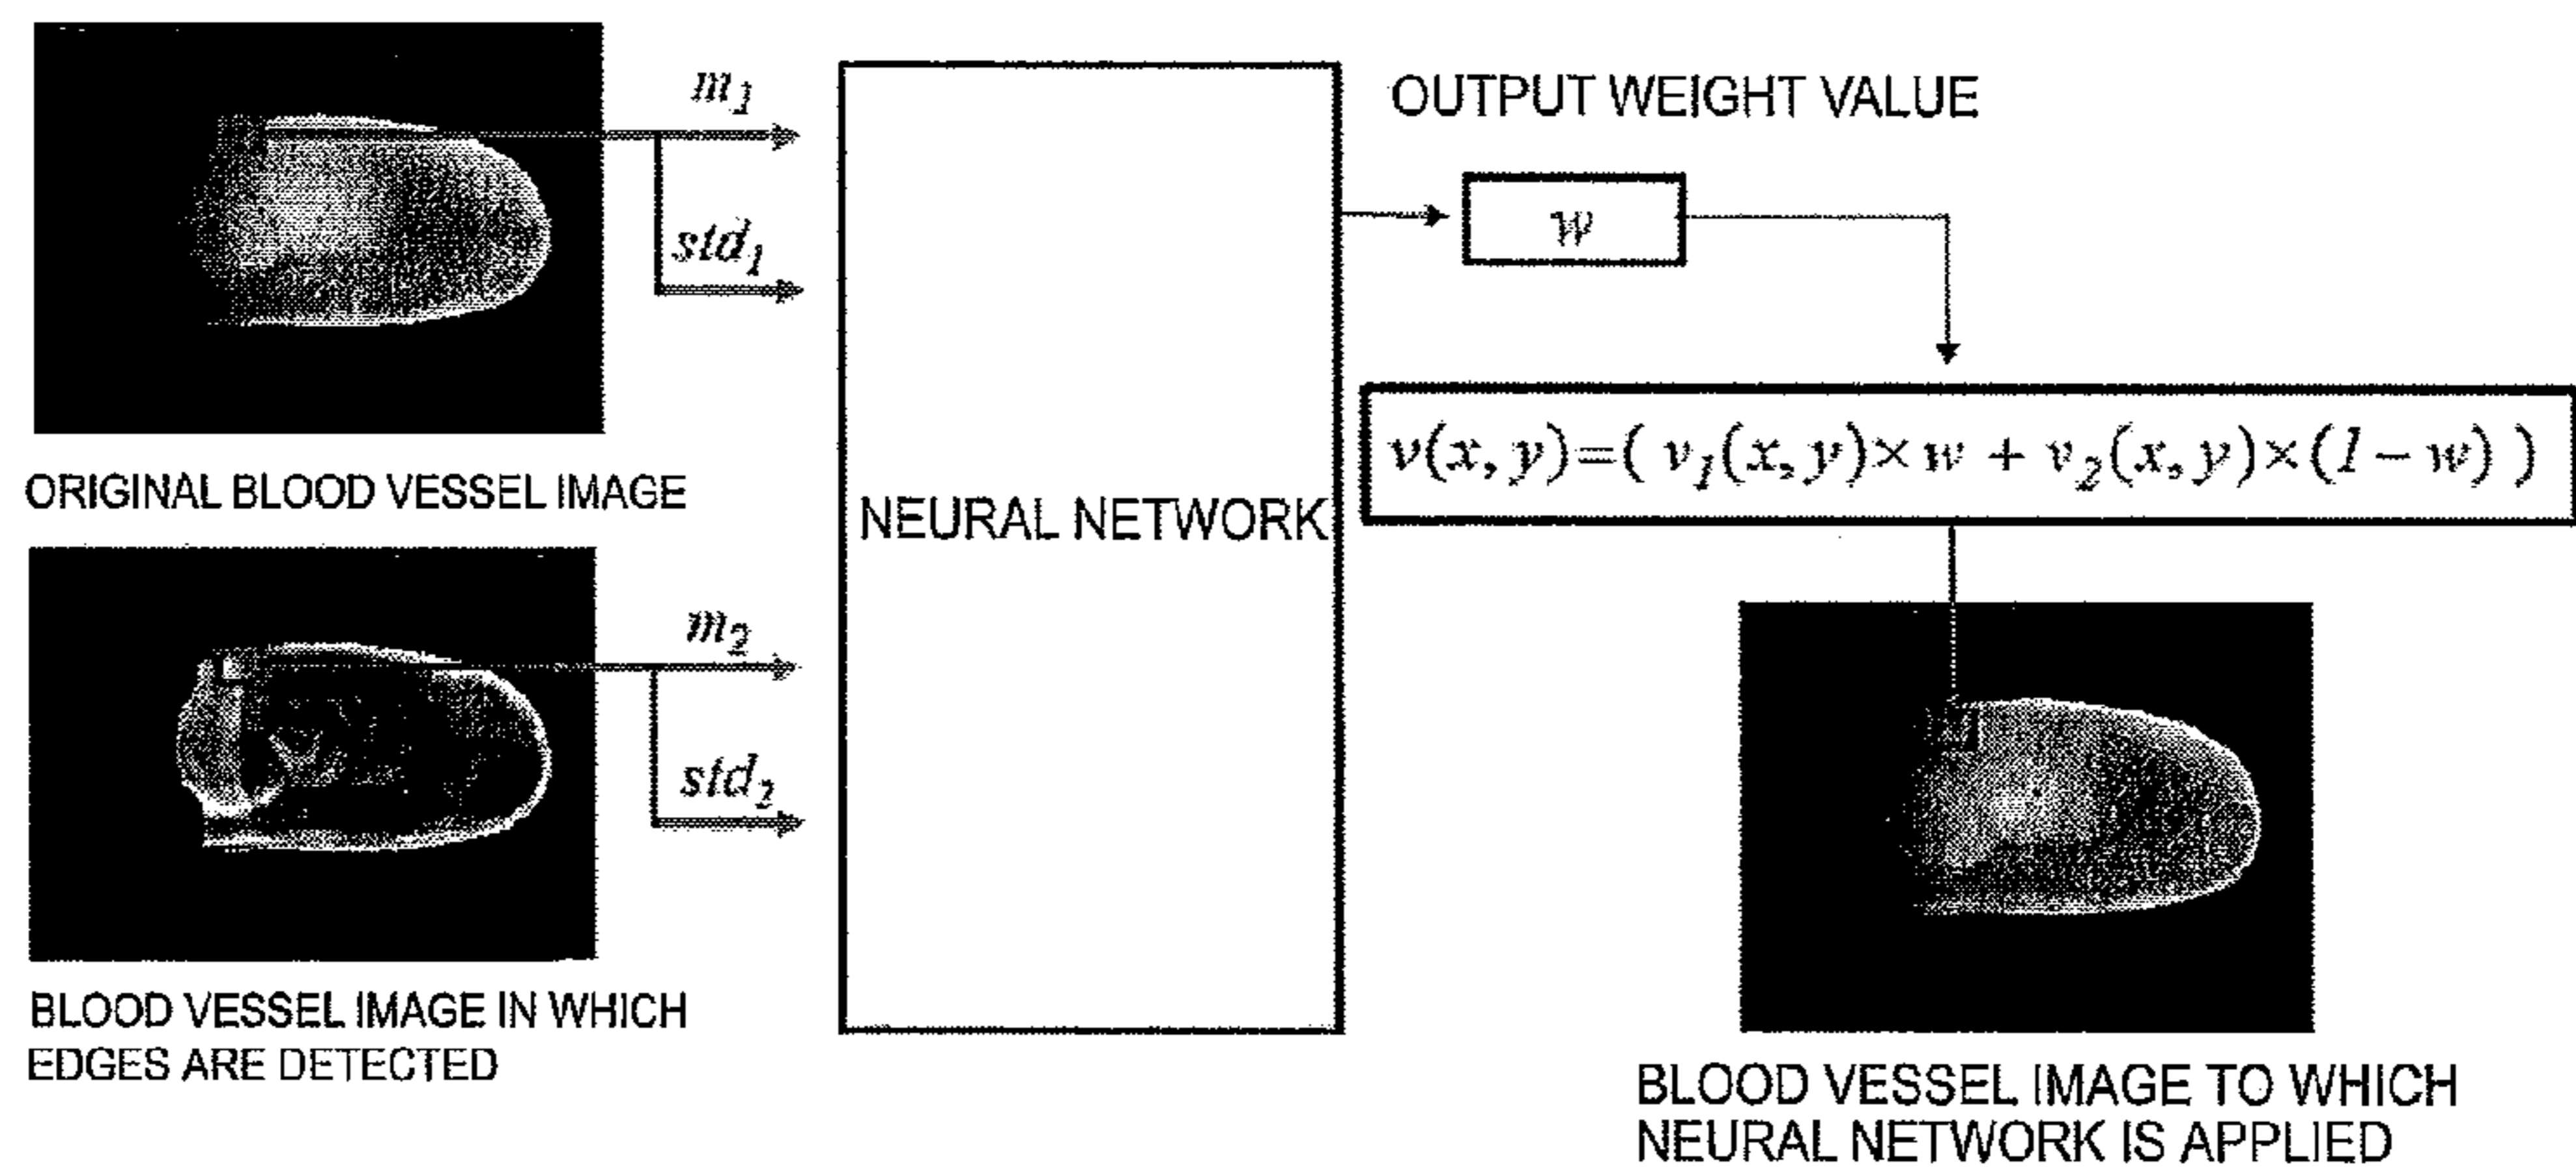 m1
std1
ORIGINAL BLOOD VESSEL IMAGE
m2
std2
BLOOD VESSEL IMAGE IN WHICH
EDGES ARE DETECTED
NEURAL NETWORK
OUTPUT WEIGHT VALUE
w
v(x, y)=( v1(x, y)× w + v2(x, y)×(1 − w) )
BLOOD VESSEL IMAGE TO WHICH
NEURAL NETWORK IS APPLIED